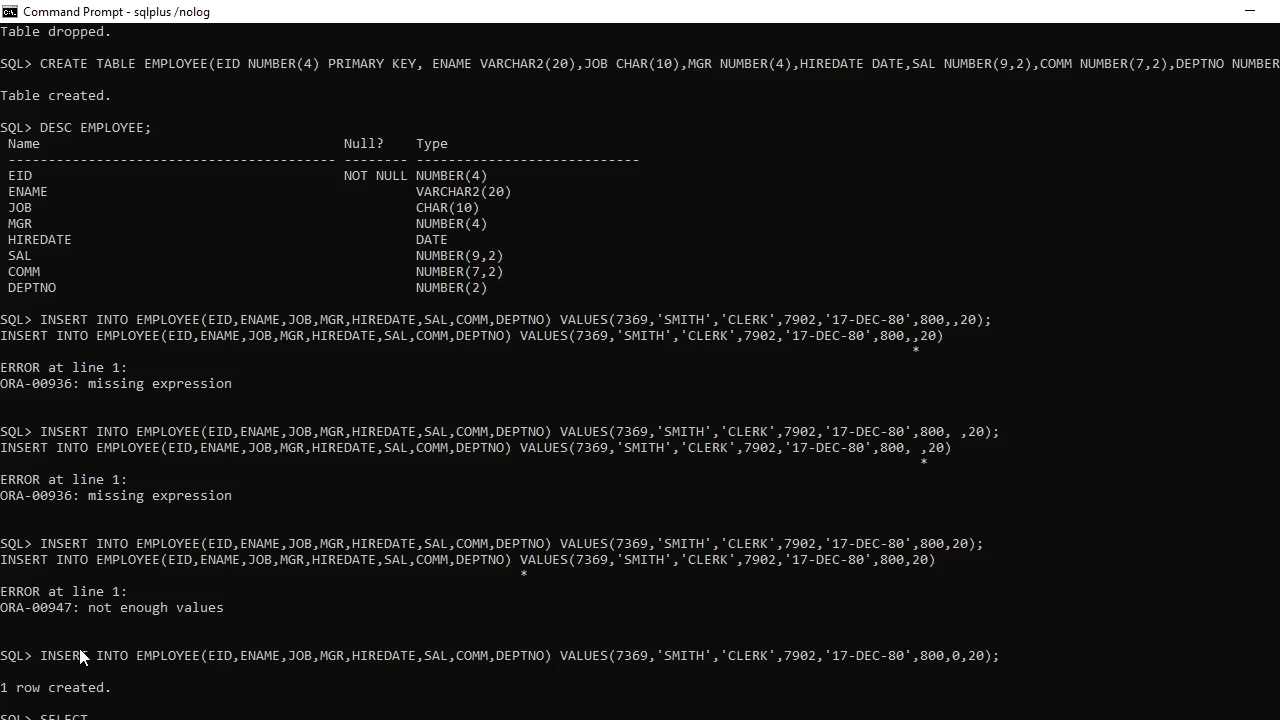 Command Prompt - sqlplus /nolog
Table dropped.
SQL> CREATE TABLE EMPLOYEE(EID NUMBER(4) PRIMARY KEY, ENAME VARCHAR2(20),JOB CHAR(10),MGR NUMBER(4),HIREDATE DATE,SAL NUMBER(9,2),COMM NUMBER(7,2),DEPTNO NUMBER
Table created.
SQL> DESC EMPLOYEE;
Name Null? Type
----------------------------------------- -------- ----------------------------
EID NOT NULL NUMBER(4)
ENAME VARCHAR2(20)
JOB CHAR(10)
MGR NUMBER(4)
HIREDATE DATE
SAL NUMBER(9,2)
COMM NUMBER(7,2)
DEPTNO NUMBER(2)
SQL> INSERT INTO EMPLOYEE(EID,ENAME,JOB,MGR,HIREDATE,SAL,COMM,DEPTNO) VALUES(7369,'SMITH','CLERK',7902,'17-DEC-80',800,,20);
INSERT INTO EMPLOYEE(EID,ENAME,JOB,MGR,HIREDATE,SAL,COMM,DEPTNO) VALUES(7369,'SMITH','CLERK',7902,'17-DEC-80',800,,20)
*
ERROR at line 1:
ORA-00936: missing expression
SQL> INSERT INTO EMPLOYEE(EID,ENAME,JOB,MGR,HIREDATE,SAL,COMM,DEPTNO) VALUES(7369,'SMITH','CLERK',7902,'17-DEC-80',800, ,20);
INSERT INTO EMPLOYEE(EID,ENAME,JOB,MGR,HIREDATE,SAL,COMM,DEPTNO) VALUES(7369,'SMITH','CLERK',7902,'17-DEC-80',800, ,20)
*
ERROR at line 1:
ORA-00936: missing expression
SQL> INSERT INTO EMPLOYEE(EID,ENAME,JOB,MGR,HIREDATE,SAL,COMM,DEPTNO) VALUES(7369,'SMITH','CLERK',7902,'17-DEC-80',800,20);
INSERT INTO EMPLOYEE(EID,ENAME,JOB,MGR,HIREDATE,SAL,COMM,DEPTNO) VALUES(7369,'SMITH','CLERK',7902,'17-DEC-80',800,20)
*
ERROR at line 1:
ORA-00947: not enough values
SQL> INSERT INTO EMPLOYEE(EID,ENAME,JOB,MGR,HIREDATE,SAL,COMM,DEPTNO) VALUES(7369,'SMITH','CLERK',7902,'17-DEC-80',800,0,20);
1 row created.
SQL> SELECT